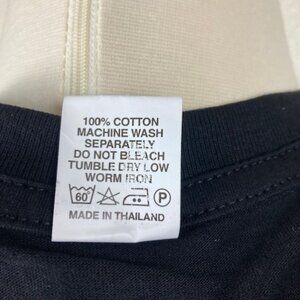 100% COTTON
MACHINE WASH
SEPARATELY
DO NOT BLEACH
TUMBLE DRY LOW
WORM IRON
60 P
MADE IN THAILAND